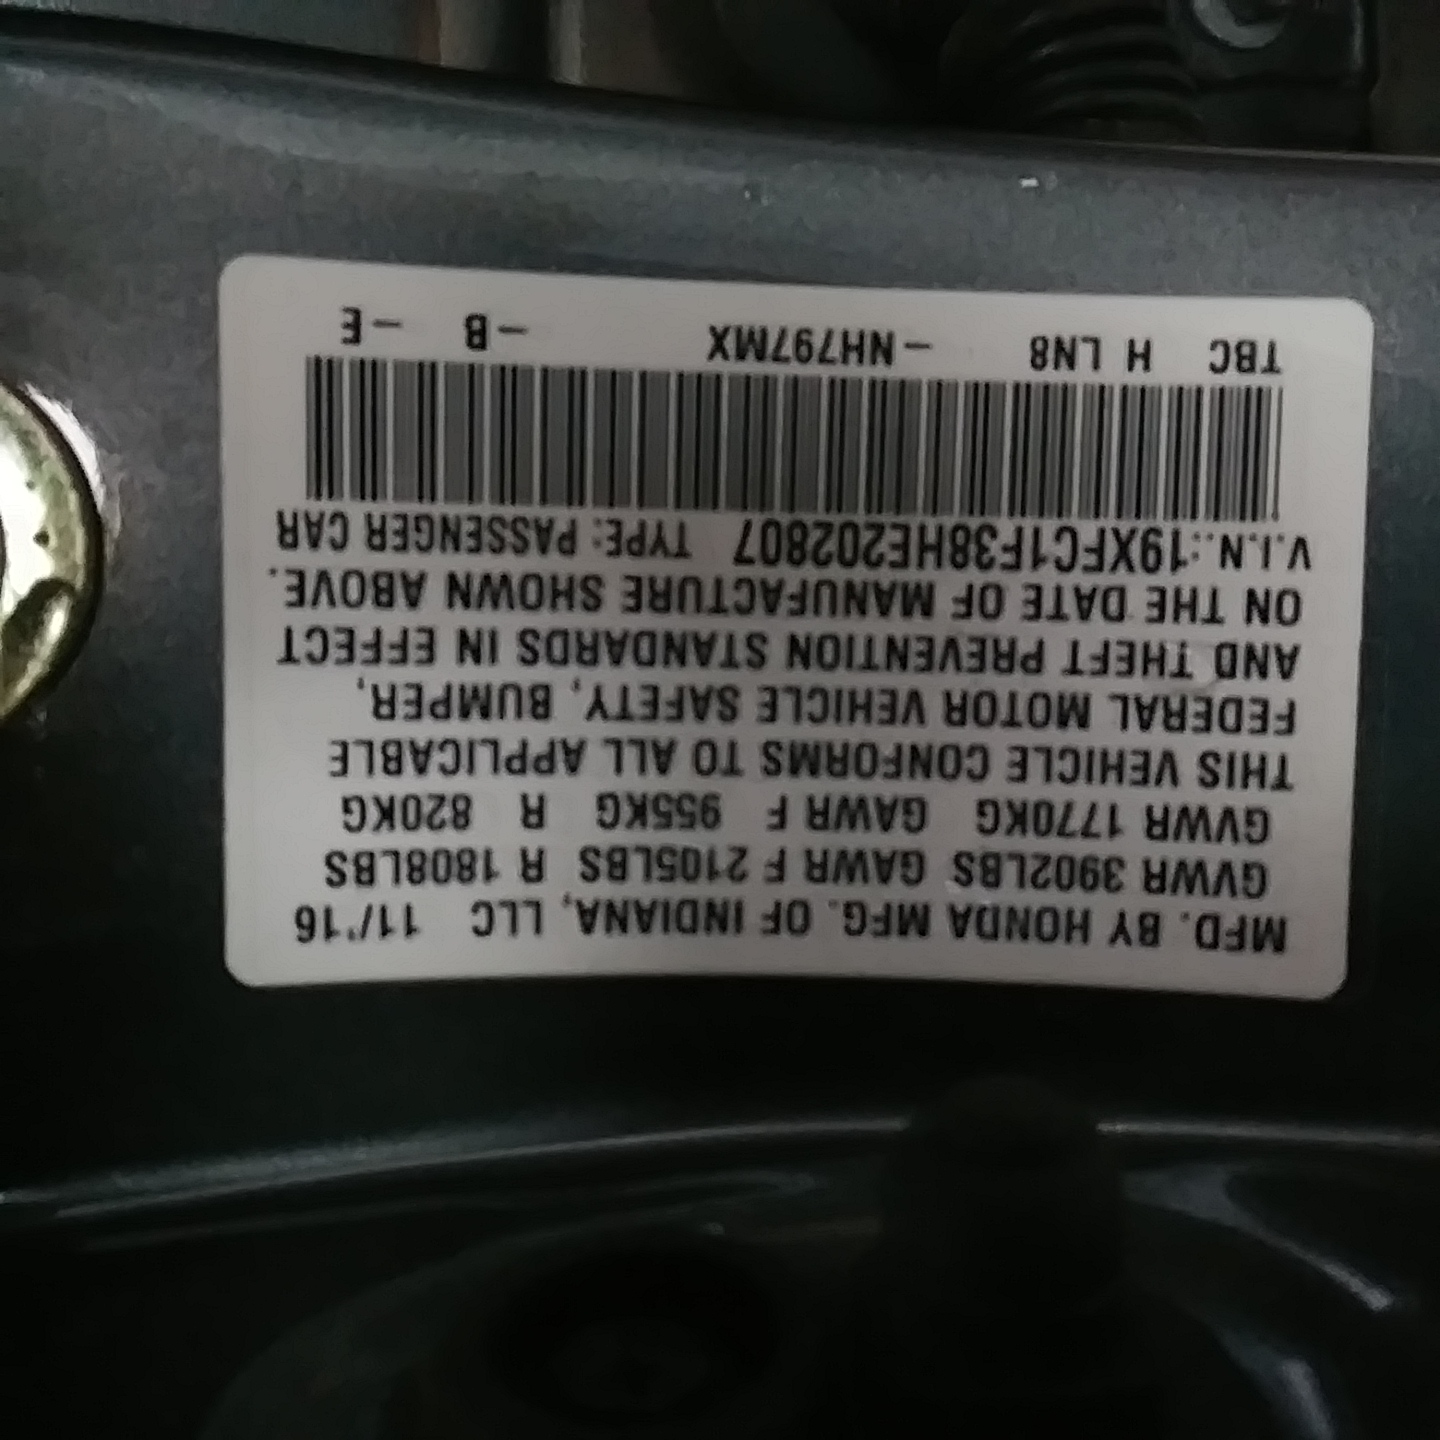 MFD. BY HONDA MFG. OF INDIANA, LLC 11/'16
GVWR 3902LBS GAWR F 2105LBS R 1808LBS
GVWR 1770KG GAWR F 955KG R 820KG
THIS VEHICLE CONFORMS TO ALL APPLICABLE
FEDERAL MOTOR VEHICLE SAFETY, BUMPER,
AND THEFT PREVENTION STANDARDS IN EFFECT
ON THE DATE OF MANUFACTURE SHOWN ABOVE.
V.I.N.:19XFC1F38HE202807 TYPE: PASSENGER CAR
TBC H LN8 -NH797MX -B -E